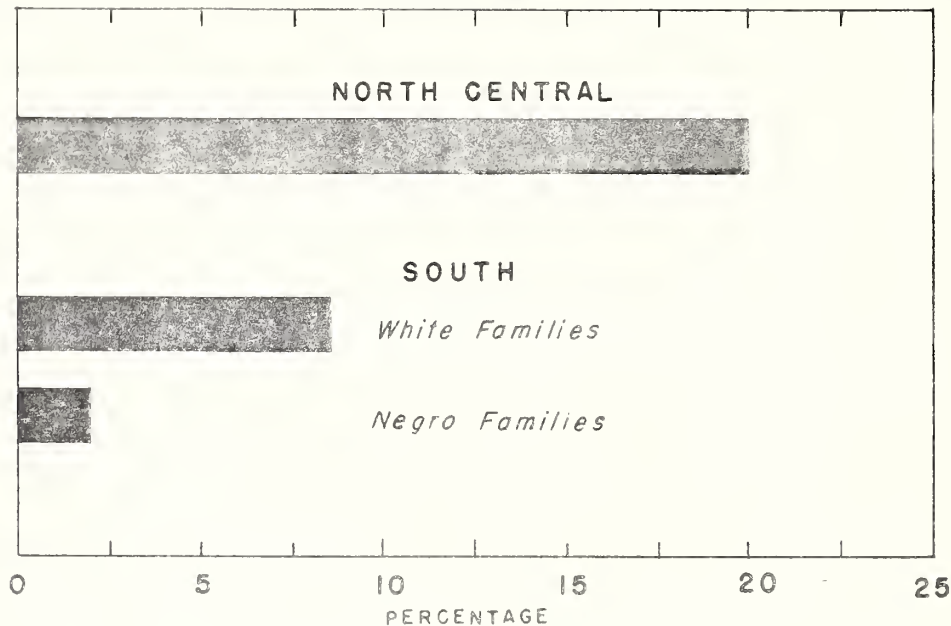 NORTH CENTRAL
SOUTH
White Families
Negro Families
0 5 10 15 20 25
PERCENTAGE